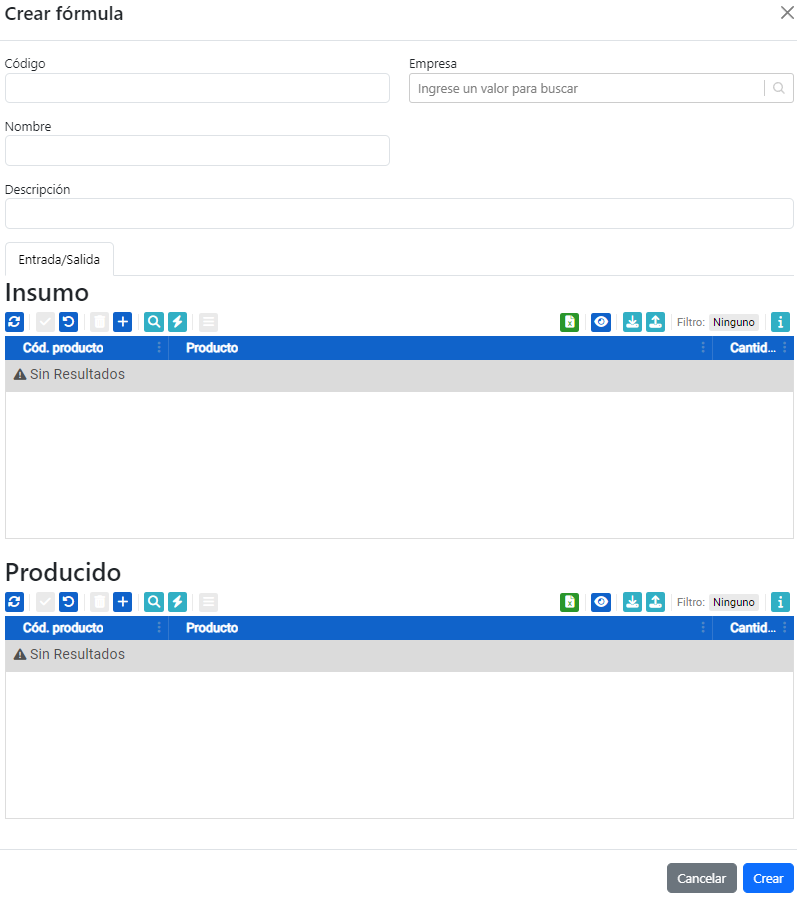 Crear fórmula
Código
Empresa
Ingrese un valor para buscar
Nombre
Descripción
Entrada/Salida
Insumo
Filtro: Ninguno
Cód. producto Producto Cantid...
Sin Resultados
Producido
Filtro: Ninguno
Cód. producto Producto Cantid...
Sin Resultados
Cancelar Crear